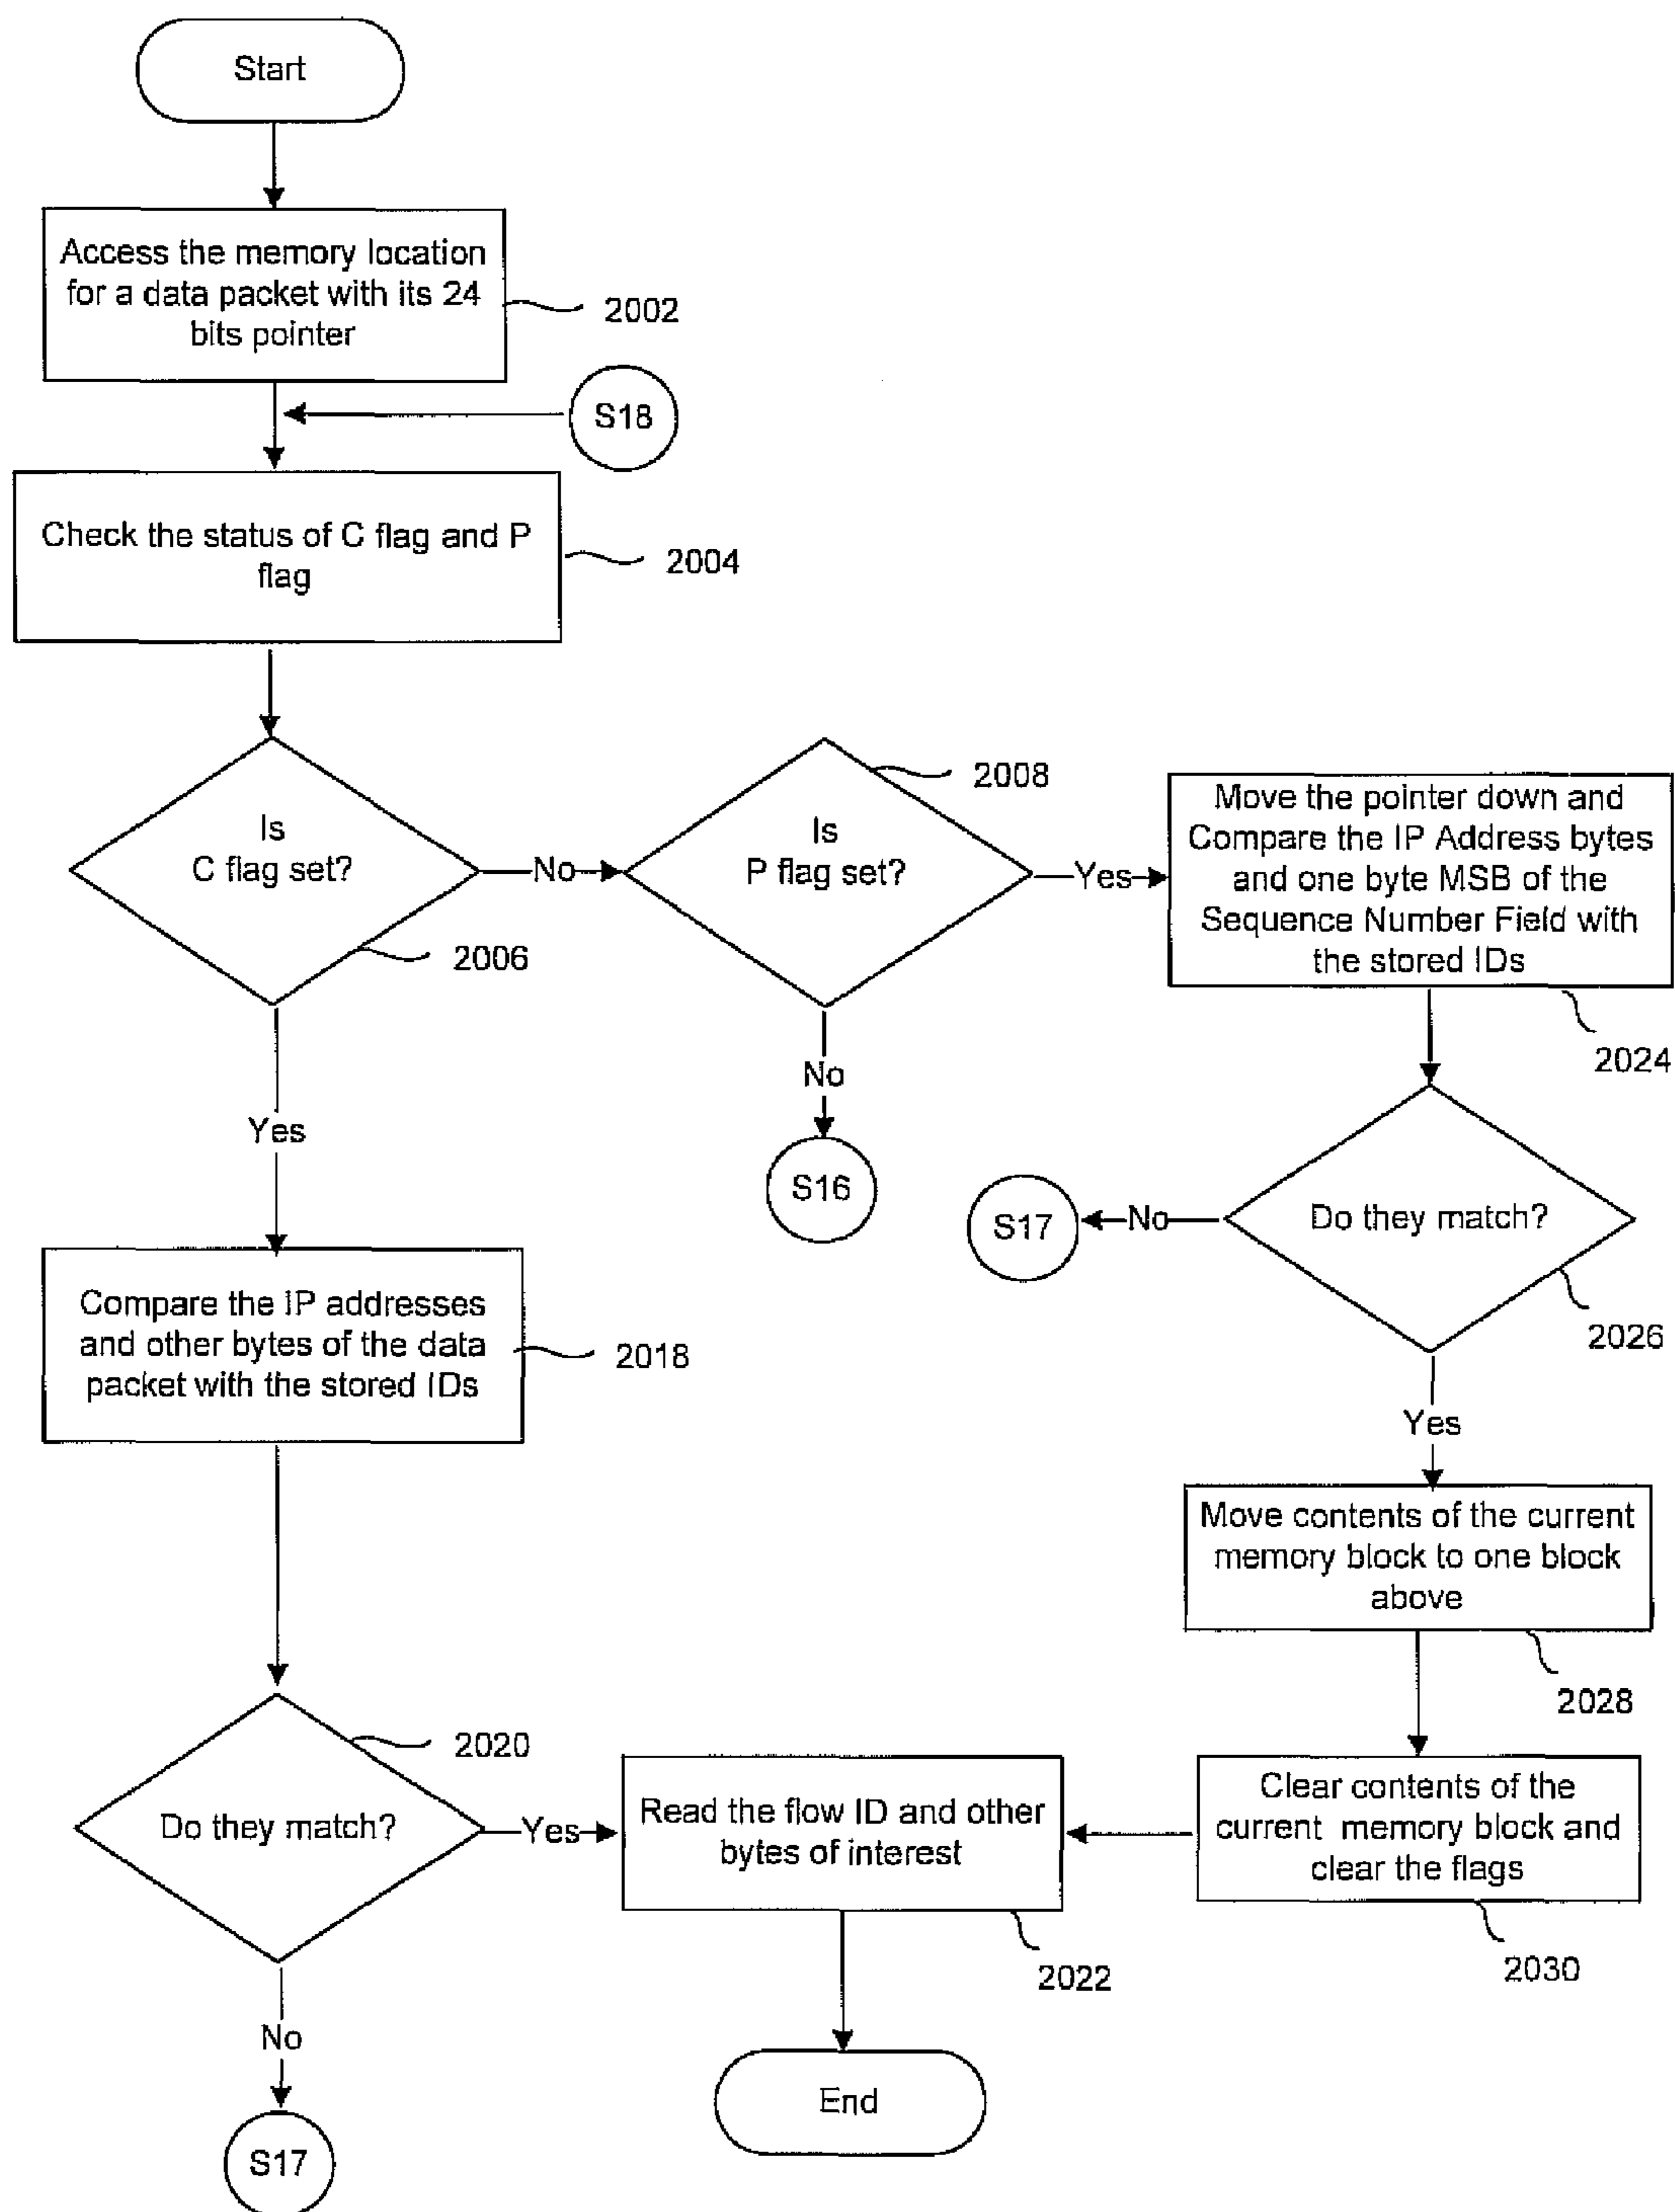 Start
Access the memory location
for a data packet with its 24
bits pointer
2002
S18
Check the status of C flag and P
flag
2004
Is
C flag set?
2006
No
Is
P flag set?
2008
Yes
Move the pointer down and
Compare the IP Address bytes
and one byte MSB of the
Sequence Number Field with
the stored IDs
2024
No
S16
Yes
Do they match?
2026
No
S17
Compare the IP addresses
and other bytes of the data
packet with the stored IDs
2018
Yes
Move contents of the current
memory block to one block
above
2028
Do they match?
2020
Yes
Read the flow ID and other
bytes of interest
2022
Clear contents of the
current memory block and
clear the flags
2030
No
S17
End